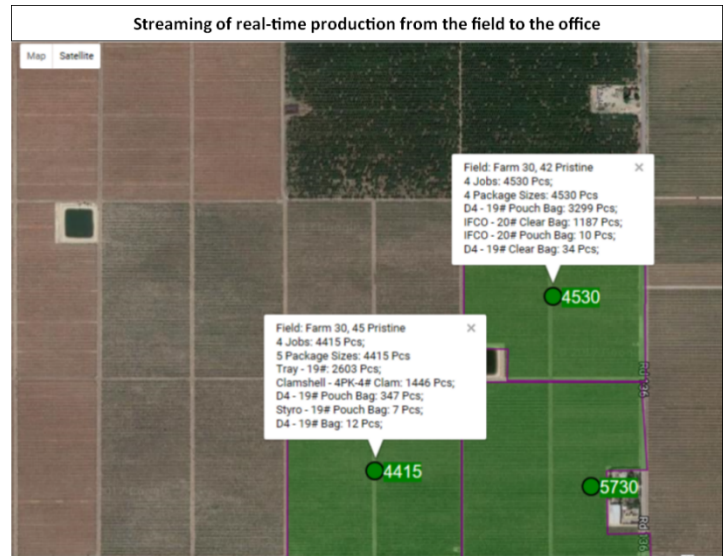 Streaming of real-time production from the field to the office
Map Satellite
Field: Farm 30, 42 Pristine
4 Jobs: 4530 Pcs;
4 Package Sizes: 4530 Pcs
D4 - 19# Pouch Bag: 3299 Pcs;
IFCO - 20# Clear Bag: 1187 Pcs;
IFCO - 20# Pouch Bag: 10 Pcs;
D4 - 19# Clear Bag: 34 Pcs;
4530
Field: Farm 30, 45 Pristine
4 Jobs: 4415 Pcs;
5 Package Sizes: 4415 Pcs
Tray - 19#: 2603 Pcs;
Clamshell - 4PK-4# Clam: 1446 Pcs;
D4 - 19# Pouch Bag: 347 Pcs;
Styro - 19# Pouch Bag: 7 Pcs;
D4 - 19# Bag: 12 Pcs;
4415
5730